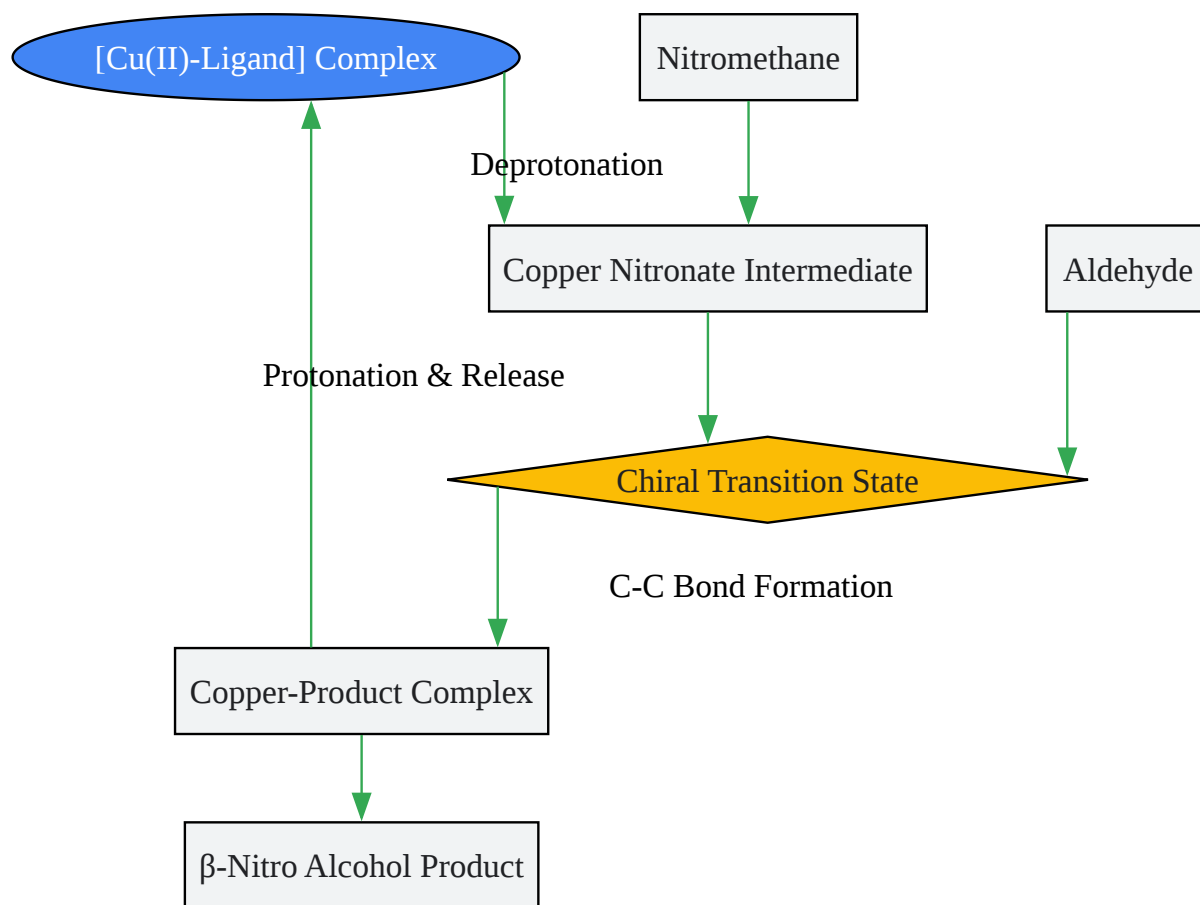 [Cu(II)-Ligand] Complex
Nitromethane
Deprotonation
Copper Nitronate Intermediate
Aldehyde
Protonation & Release
Chiral Transition State
C-C Bond Formation
Copper-Product Complex
β-Nitro Alcohol Product